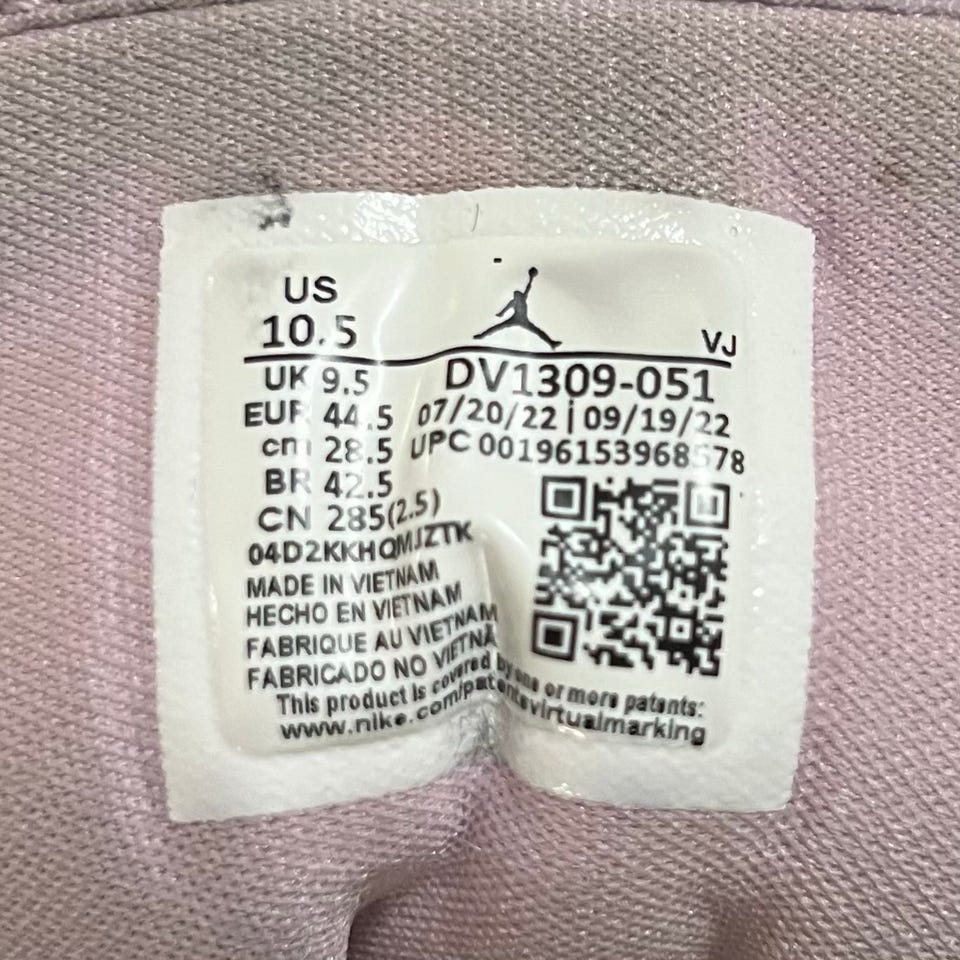 US
10.5
VJ
UK 9.5
EUR 44.5
cm 28.5
BR 42.5
CN 285(2.5)
04D2KKHQMJZTK
MADE IN VIETNAM
HECHO EN VIETNAM
FABRIQUE AU VIETNAM
FABRICADO NO VIETNÃ
DV1309-051
07/20/22 | 09/19/22
UPC 00196153968578
This product is covered by one or more patents:
www.nike.com/patentsvirtualmarking